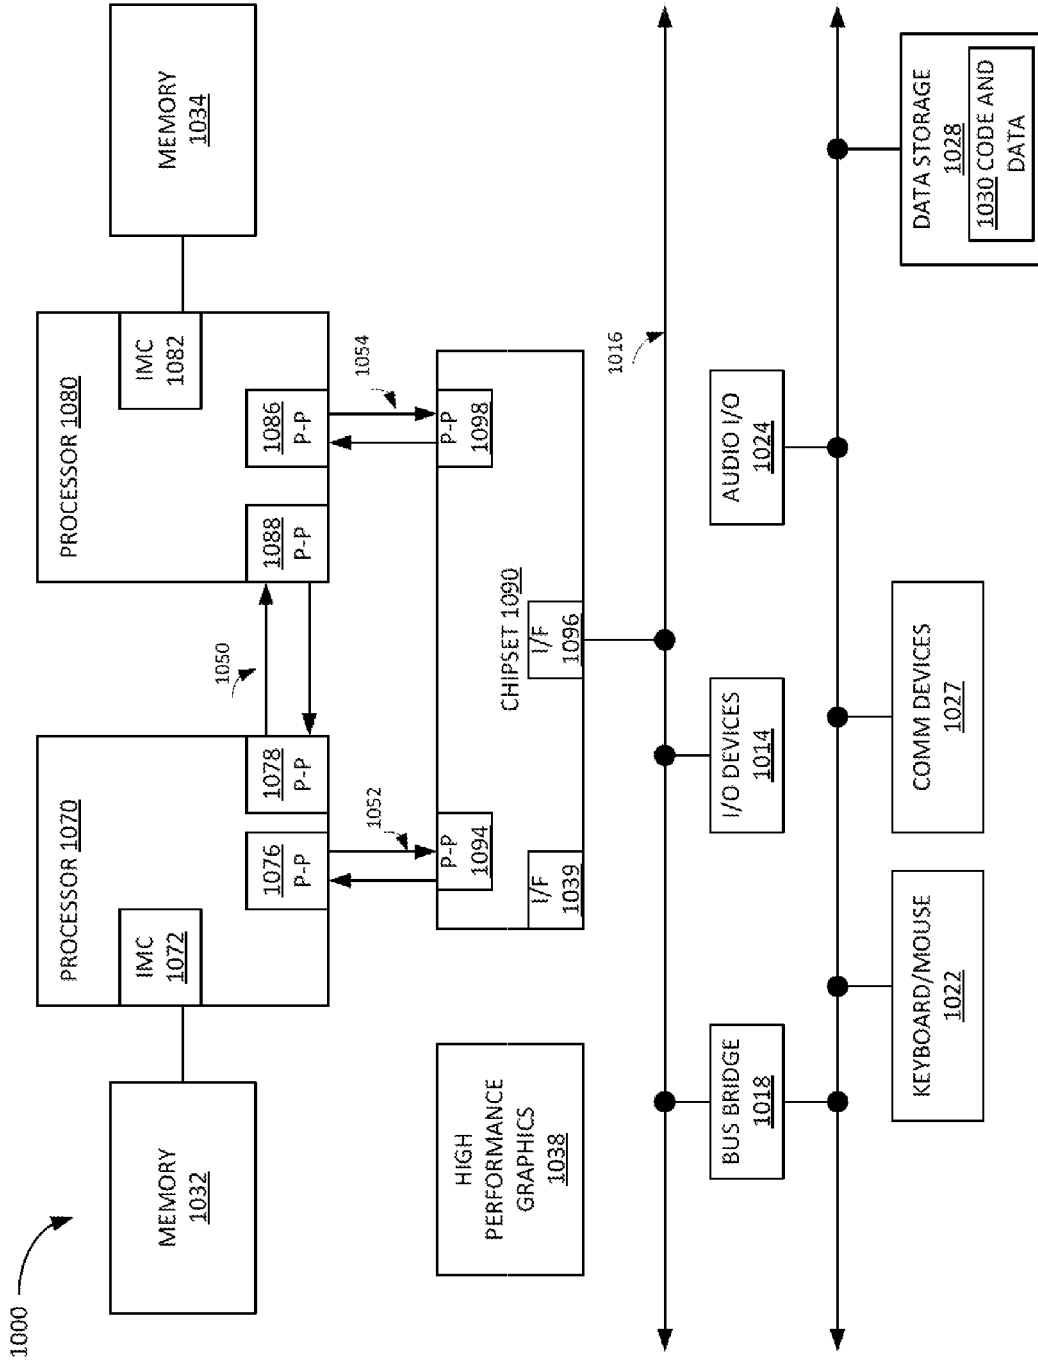 1000
MEMORY
1032
PROCESSOR 1070
IMC
1072
1076
P-P
1078
P-P
1050
PROCESSOR 1080
IMC
1082
1088
P-P
1086
P-P
MEMORY
1034
1052
1054
HIGH
PERFORMANCE
GRAPHICS
1038
CHIPSET 1090
P-P
1094
P-P
1098
I/F
1039
I/F
1096
1016
BUS BRIDGE
1018
I/O DEVICES
1014
AUDIO I/O
1024
KEYBOARD/MOUSE
1022
COMM DEVICES
1027
DATA STORAGE
1028
1030 CODE AND
DATA